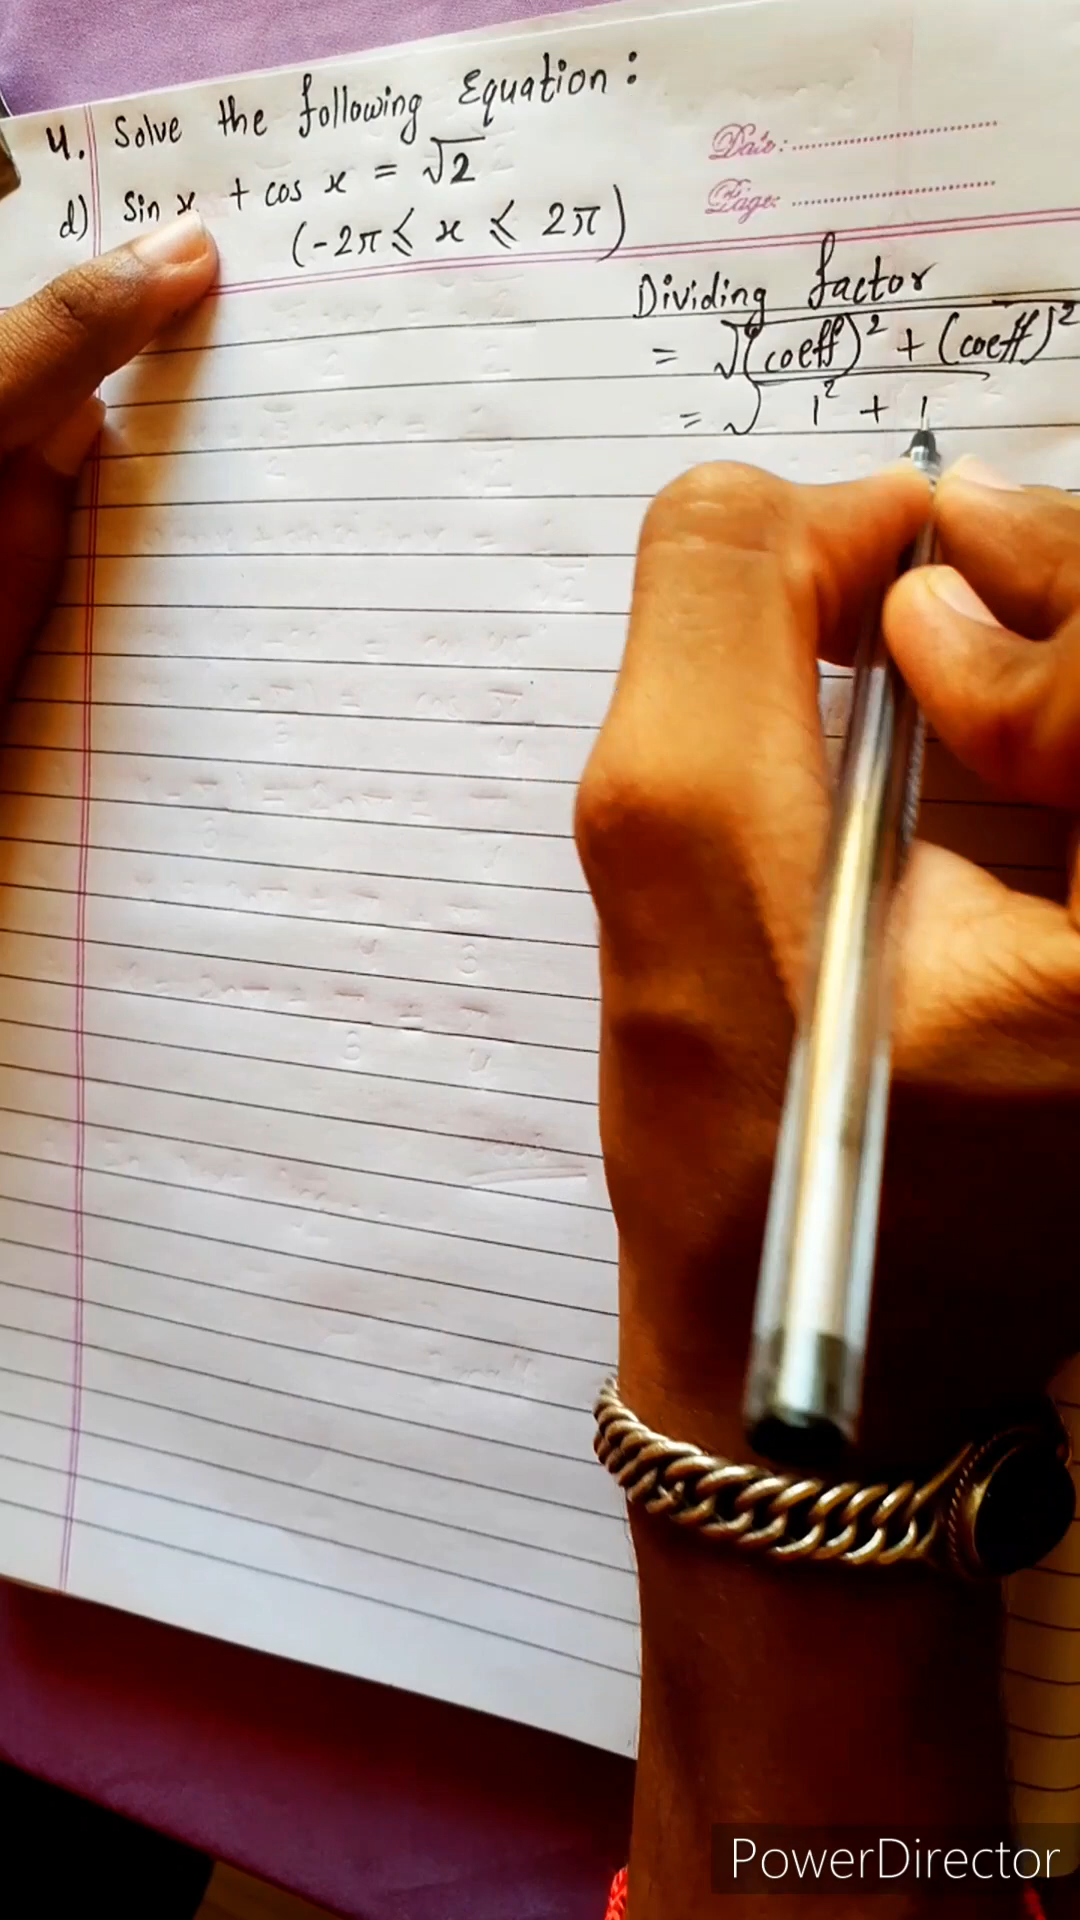 4. Solve the following Equation :
d) Sin x + cos x = √2
(-2π ≤ x ≤ 2π)
Date:
Page:
Dividing factor
= √(coeff)² + (coeff)²
= √1² + 1
PowerDirector